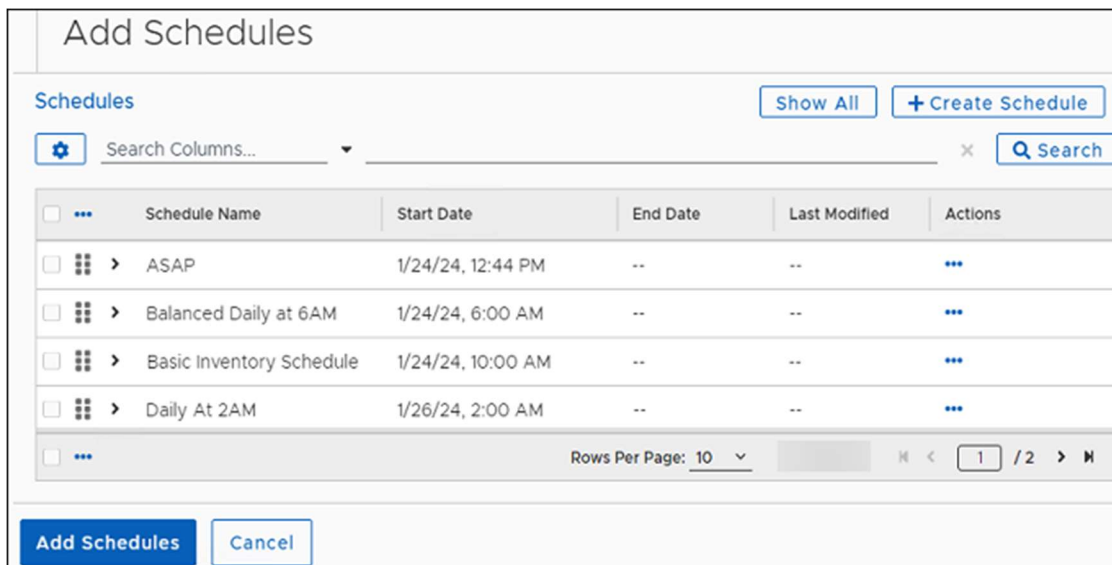 Add Schedules
Schedules
Show All
+ Create Schedule
Search Columns...
Search
Schedule Name Start Date End Date Last Modified Actions
ASAP 1/24/24, 12:44 PM -- --
Balanced Daily at 6AM 1/24/24, 6:00 AM -- --
Basic Inventory Schedule 1/24/24, 10:00 AM -- --
Daily At 2AM 1/26/24, 2:00 AM -- --
Rows Per Page: 10 1 / 2
Add Schedules Cancel